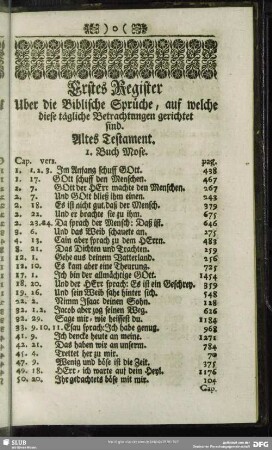 )o(
Erstes Register
Uber die Biblische Sprüche, auf welche
diese tägliche Betrachtungen gerichtet
sind.
Altes Testament.
1. Buch Mose.
Cap. vers. pag.
1. 1.2.3. Im Anfang schuff GOtt. 438
1. 17. GOtt schuff den Menschen. 467
2. 7. GOtt der HErr machte den Menschen. 267
2. 7. Und GOtt bließ ihm einen. 243
2. 18. Es ist nicht gut, daß der Mensch. 379
2. 22. Und er brachte sie zu ihm. 675
2. 23.24. Da sprach der Mensch: Daß ist. 646
3. 6. Und das Weib schauete an. 275
4. 13. Cain aber sprach zu dem HErrn. 483
8. Das Dichten und Trachten. 259
12. 1. Gehe aus deinem Vatterland. 256
12. 10. Es kam aber eine Theurung. 725
17. 1. Ich bin der allmächtige GOtt. 1454
18. 20. Und der HErr sprach: Es ist ein Geschrey. 359
19. 16. Und sein Weib sahe hinter sich. 548
22. 2. Nimm Isaac deinen Sohn. 128
32. 1.2. Jacob aber zog seinen Weg. 616
32. 29. Sage mir, wie heissest du. 1184
33. 9.10.11. Esau sprach: Ich habe genug. 968
41. 9. Ich dencke heute an meine. 1271
42. 21. Das haben wir an unserm. 784
45. 4. Trettet her zu mir. 70
47. 9. Wenig und böse ist die Zeit. 375
49. 18. HErr, ich warte auf dein Heyl. 1176
50. 20. Ihr gedachtets böse mit mir. 104
Cap.
SLUB
DFG